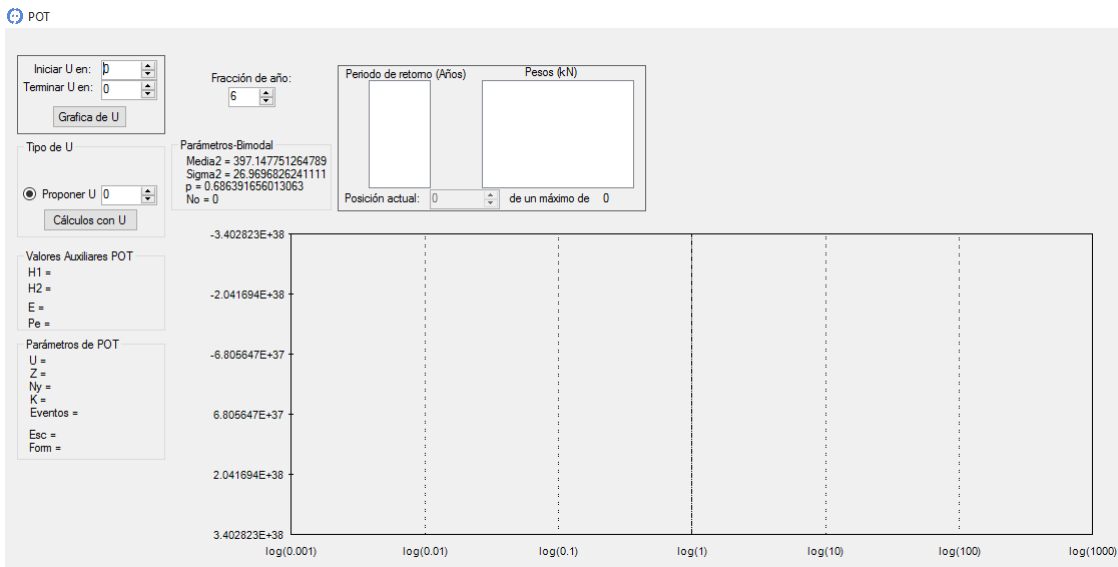 POT
Iniciar U en: 0
Terminar U en: 0
Grafica de U
Tipo de U
Proponer U 0
Cálculos con U
Valores Auxiliares POT
H1 =
H2 =
E =
Pe =
Parámetros de POT
U =
Z =
Ny =
K =
Eventos =
Esc =
Form =
Fracción de año:
6
Parámetros-Bimodal
Media2 = 397.147751264789
Sigma2 = 26.9696826241111
p = 0.686391656013063
No = 0
Periodo de retorno (Años)
Pesos (kN)
Posición actual: 0 de un máximo de 0
-3.402823E+38
-2.041694E+38
-6.805647E+37
6.805647E+37
2.041694E+38
3.402823E+38
log(0.001) log(0.01) log(0.1) log(1) log(10) log(100) log(1000)